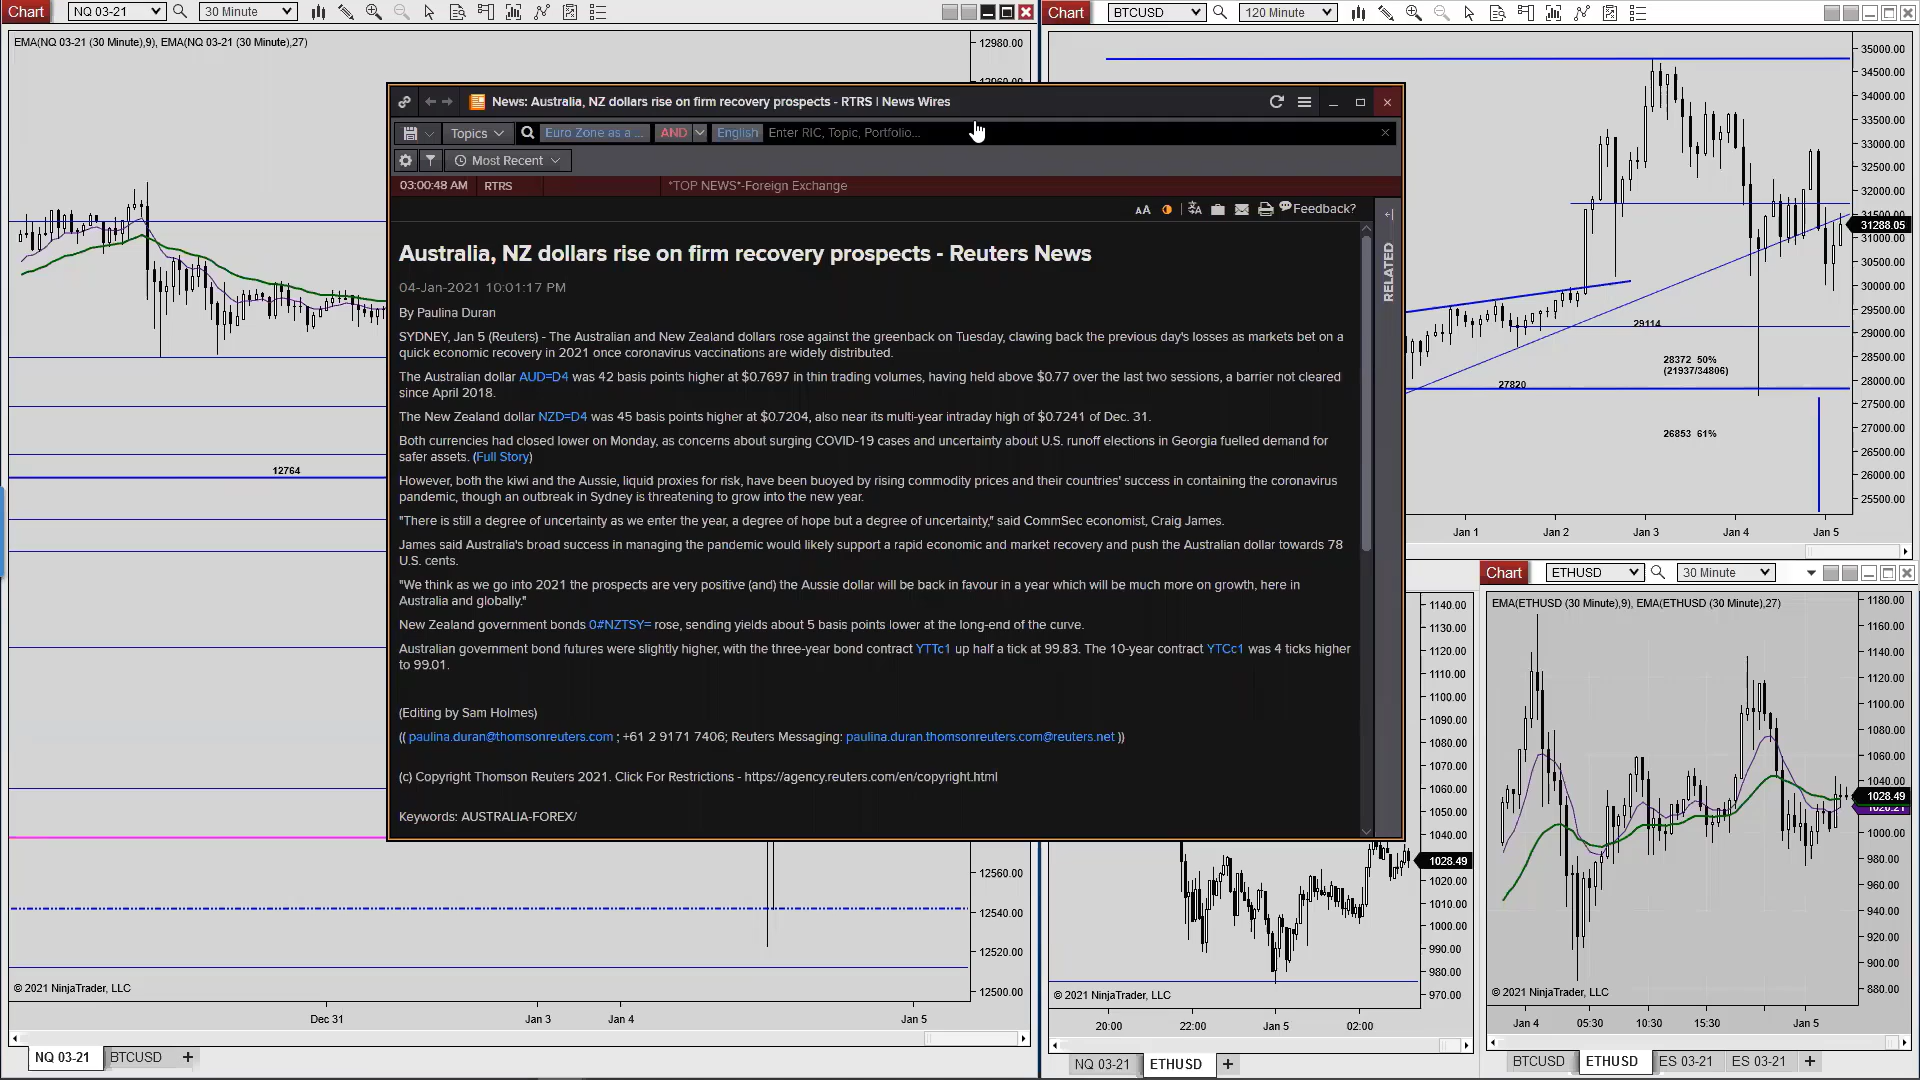 Chart NQ 03-21 30 Minute
EMA(NQ 03-21 (30 Minute),9), EMA(NQ 03-21 (30 Minute),27)
12980.00
12764
12560.00
12540.00
12520.00
12500.00
© 2021 NinjaTrader, LLC
Dec 31 Jan 3 Jan 4 Jan 5
NQ 03-21 BTCUSD +
News: Australia, NZ dollars rise on firm recovery prospects - RTRS | News Wires
Topics Euro Zone as a ... AND English Enter RIC, Topic, Portfolio...
Most Recent
03:00:48 AM RTRS *TOP NEWS*-Foreign Exchange
AA Feedback?
RELATED
Australia, NZ dollars rise on firm recovery prospects - Reuters News
04-Jan-2021 10:01:17 PM
By Paulina Duran
SYDNEY, Jan 5 (Reuters) - The Australian and New Zealand dollars rose against the greenback on Tuesday, clawing back the previous day's losses as markets bet on a
quick economic recovery in 2021 once coronavirus vaccinations are widely distributed.
The Australian dollar AUD=D4 was 42 basis points higher at $0.7697 in thin trading volumes, having held above $0.77 over the last two sessions, a barrier not cleared
since April 2018.
The New Zealand dollar NZD=D4 was 45 basis points higher at $0.7204, also near its multi-year intraday high of $0.7241 of Dec. 31.
Both currencies had closed lower on Monday, as concerns about surging COVID-19 cases and uncertainty about U.S. runoff elections in Georgia fuelled demand for
safer assets. (Full Story)
However, both the kiwi and the Aussie, liquid proxies for risk, have been buoyed by rising commodity prices and their countries' success in containing the coronavirus
pandemic, though an outbreak in Sydney is threatening to grow into the new year.
"There is still a degree of uncertainty as we enter the year, a degree of hope but a degree of uncertainty," said CommSec economist, Craig James.
James said Australia's broad success in managing the pandemic would likely support a rapid economic and market recovery and push the Australian dollar towards 78
U.S. cents.
"We think as we go into 2021 the prospects are very positive (and) the Aussie dollar will be back in favour in a year which will be much more on growth, here in
Australia and globally."
New Zealand government bonds 0#NZTSY= rose, sending yields about 5 basis points lower at the long-end of the curve.
Australian government bond futures were slightly higher, with the three-year bond contract YTTc1 up half a tick at 99.83. The 10-year contract YTCc1 was 4 ticks higher
to 99.01.
(Editing by Sam Holmes)
(( paulina.duran@thomsonreuters.com ; +61 2 9171 7406; Reuters Messaging: paulina.duran.thomsonreuters.com@reuters.net ))
(c) Copyright Thomson Reuters 2021. Click For Restrictions - https://agency.reuters.com/en/copyright.html
Keywords: AUSTRALIA-FOREX/
Chart BTCUSD 120 Minute
35000.00
34500.00
34000.00
33500.00
33000.00
32500.00
32000.00
31500.00
31288.05
31000.00
30500.00
30000.00
29500.00
29000.00
28500.00
28000.00
27500.00
27000.00
26500.00
26000.00
25500.00
29114
28372 50%
(21937/34806)
27820
26853 61%
Jan 1 Jan 2 Jan 3 Jan 4 Jan 5
1140.00
1130.00
1120.00
1110.00
1100.00
1090.00
1080.00
1070.00
1060.00
1050.00
1040.00
1028.49
1020.00
1010.00
1000.00
990.00
980.00
970.00
© 2021 NinjaTrader, LLC
20:00 22:00 Jan 5 02:00
NQ 03-21 ETHUSD +
Chart ETHUSD 30 Minute
EMA(ETHUSD (30 Minute),9), EMA(ETHUSD (30 Minute),27)
1180.00
1160.00
1140.00
1120.00
1100.00
1080.00
1060.00
1040.00
1028.49
1000.00
980.00
960.00
940.00
920.00
900.00
880.00
© 2021 NinjaTrader, LLC
Jan 4 05:30 10:30 15:30 Jan 5
BTCUSD ETHUSD ES 03-21 ES 03-21 +